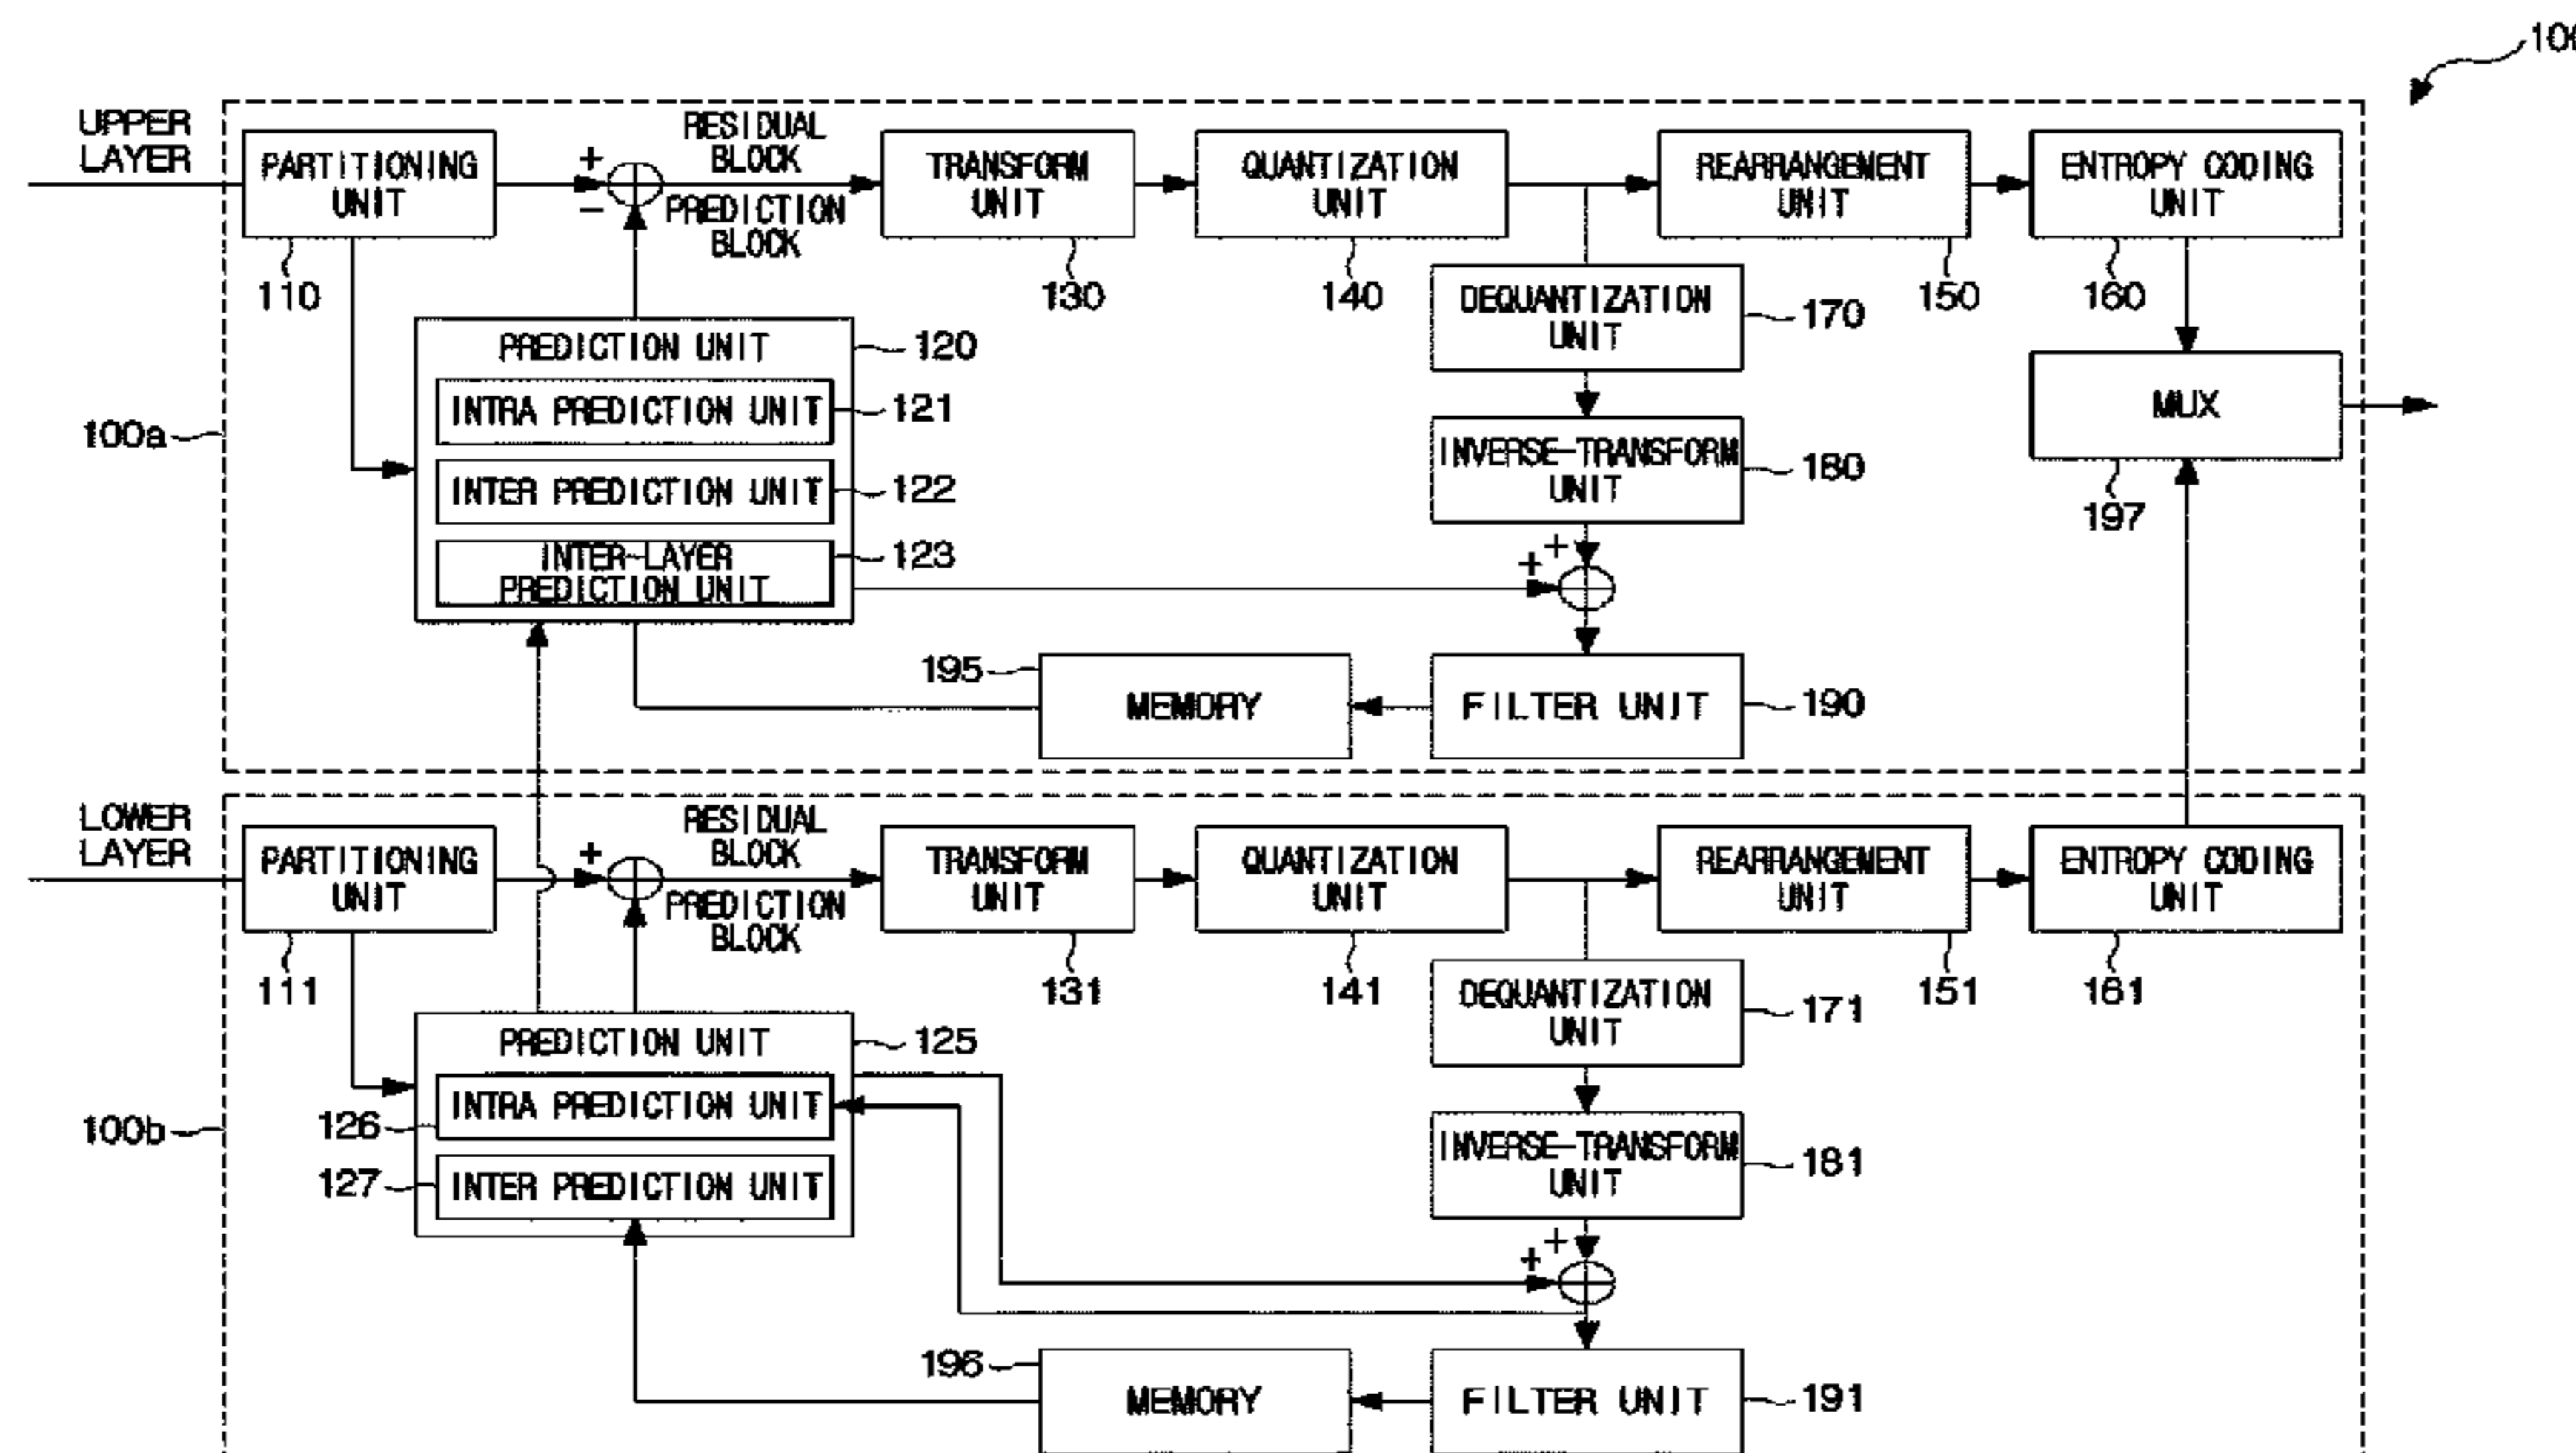 100
UPPER
LAYER
PARTITIONING
UNIT
110
+
−
RESIDUAL
BLOCK
PREDICTION
BLOCK
TRANSFORM
UNIT
130
QUANTIZATION
UNIT
140
REARRANGEMENT
UNIT
150
ENTROPY CODING
UNIT
160
DEQUANTIZATION
UNIT
170
PREDICTION UNIT
120
INTRA PREDICTION UNIT
121
INTER PREDICTION UNIT
122
INTER-LAYER
PREDICTION UNIT
123
100a
INVERSE-TRANSFORM
UNIT
180
MUX
197
+
+
195
MEMORY
FILTER UNIT
190
LOWER
LAYER
PARTITIONING
UNIT
111
+
RESIDUAL
BLOCK
PREDICTION
BLOCK
TRANSFORM
UNIT
131
QUANTIZATION
UNIT
141
REARRANGEMENT
UNIT
151
ENTROPY CODING
UNIT
161
DEQUANTIZATION
UNIT
171
PREDICTION UNIT
125
INTRA PREDICTION UNIT
126
INTER PREDICTION UNIT
127
100b
INVERSE-TRANSFORM
UNIT
181
+
+
196
MEMORY
FILTER UNIT
191